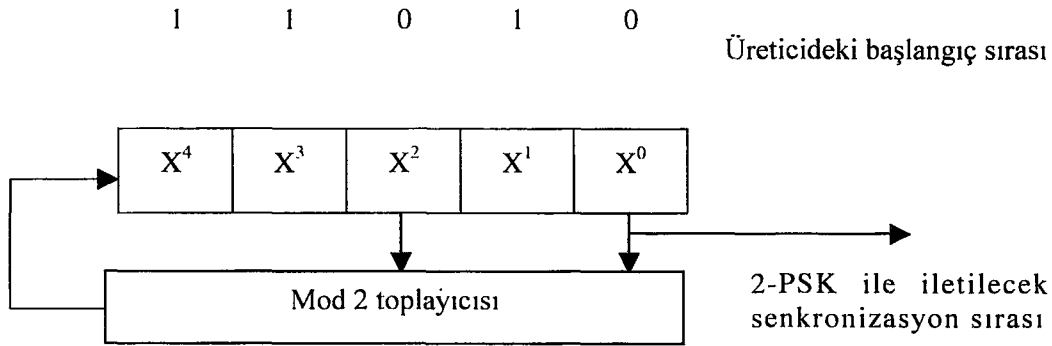 1 1 0 1 0
Üreticideki başlangıç sırası
X⁴ X³ X² X¹ X⁰
Mod 2 toplayıcısı
2-PSK ile iletilecek
senkronizasyon sırası